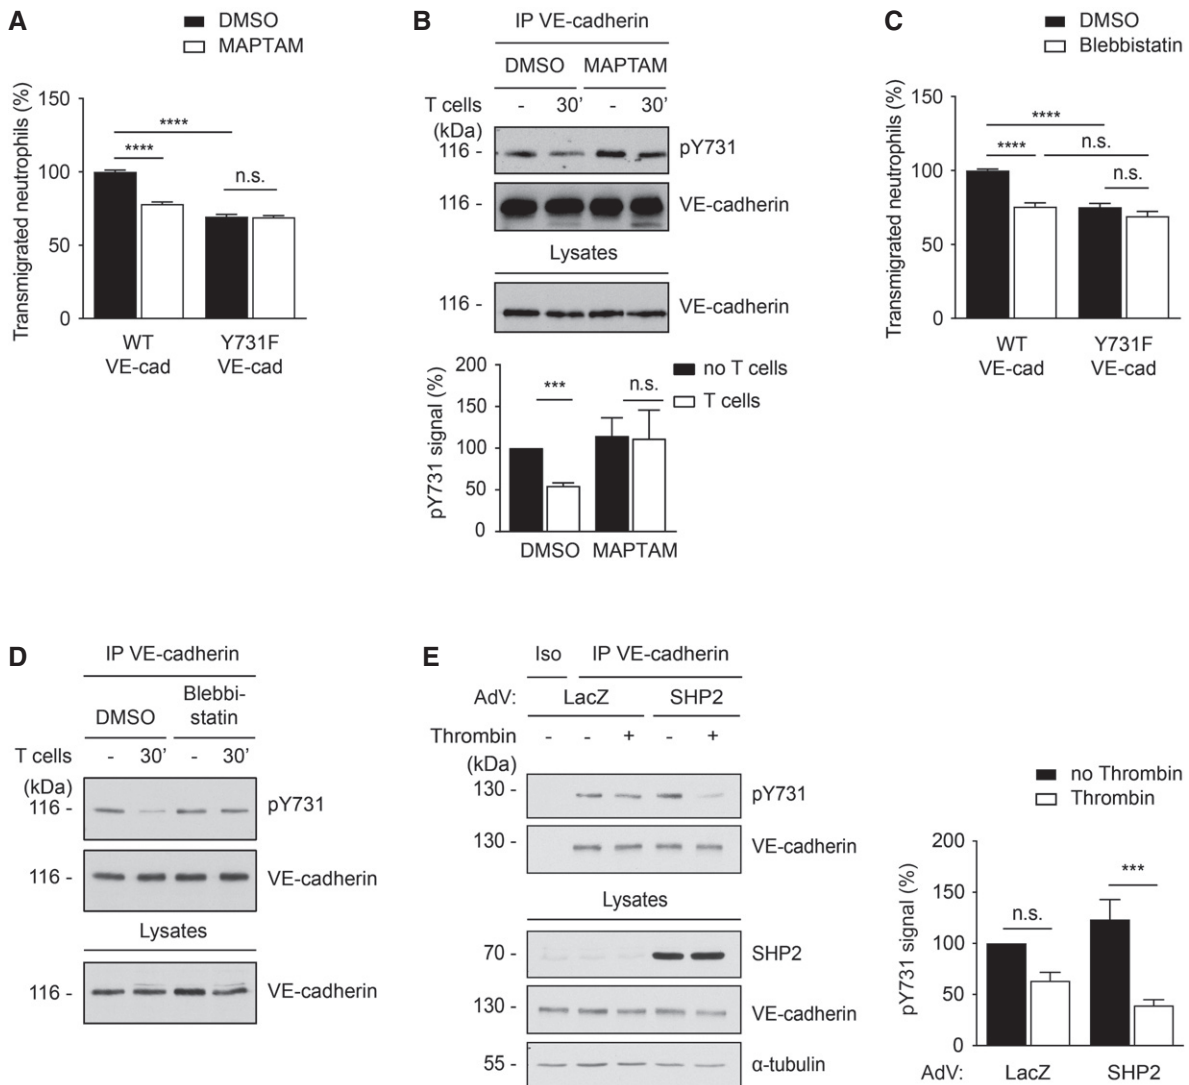 A
DMSO
MAPTAM
Transmigrated neutrophils (%)
150
100
50
0
****
****
n.s.
WT
VE-cad
Y731F
VE-cad
B
IP VE-cadherin
DMSO MAPTAM
T cells - 30' - 30'
(kDa)
116 - pY731
116 - VE-cadherin
Lysates
116 - VE-cadherin
pY731 signal (%)
200
150
100
50
0
no T cells
T cells
***
n.s.
DMSO MAPTAM
C
DMSO
Blebbistatin
Transmigrated neutrophils (%)
150
100
50
0
****
**** n.s.
n.s.
WT
VE-cad
Y731F
VE-cad
D
IP VE-cadherin
Blebbi-
DMSO statin
T cells - 30' - 30'
(kDa)
116 - pY731
116 - VE-cadherin
Lysates
116 - VE-cadherin
E
Iso IP VE-cadherin
AdV: LacZ SHP2
Thrombin - - + - +
(kDa)
130 - pY731
130 - VE-cadherin
Lysates
70 - SHP2
130 - VE-cadherin
55 - α-tubulin
no Thrombin
Thrombin
pY731 signal (%)
200
150
100
50
0
n.s.
***
AdV: LacZ SHP2